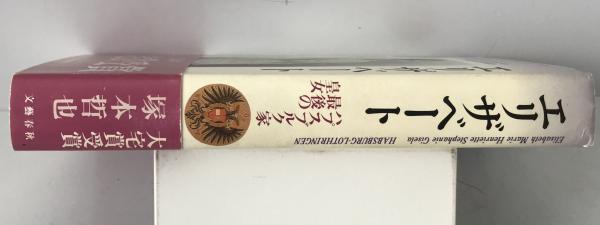 Elisabeth Marie Henriette Stephanie Gisela
HABSBURG-LOTHRINGEN
エリザベート
ハプスブルク家
最後の
皇女
大宅賞受賞
塚本哲也
文藝春秋